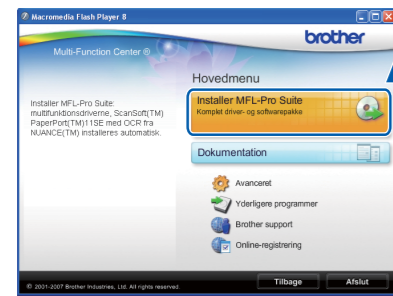 Macromedia Flash Player 8
brother
Multi-Function Center ®
Hovedmenu
Installer MFL-Pro Suite:
multifunktionsdriverne, ScanSoft(TM)
PaperPort(TM)11SE med OCR fra
NUANCE(TM) installeres automatisk.
Installer MFL-Pro Suite
Komplet driver- og softwarepakke
Dokumentation
Avanceret
Yderligere programmer
Brother support
Online-registrering
© 2001-2007 Brother Industries, Ltd. All rights reserved.
Tilbage
Afslut